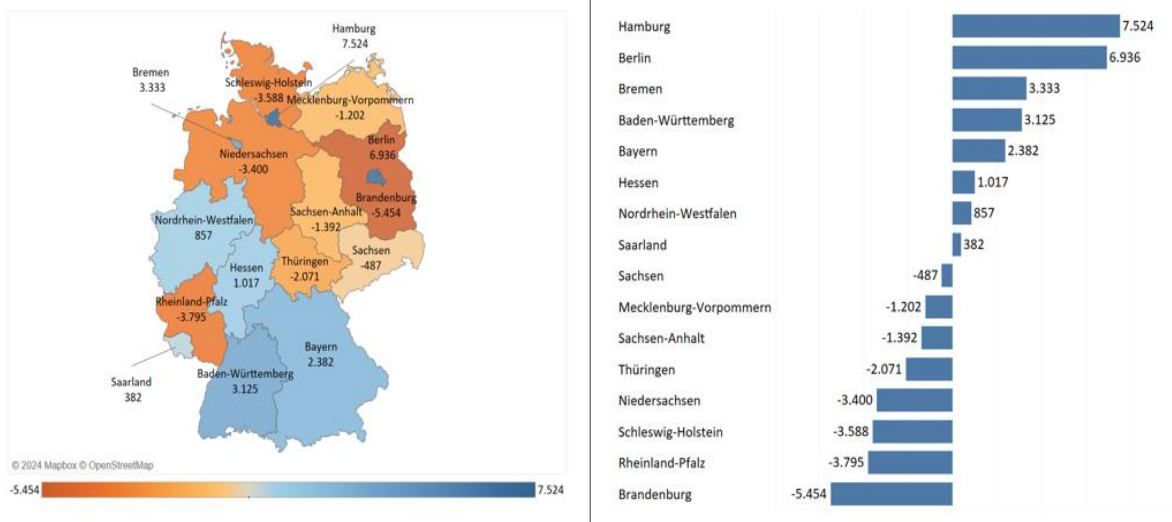 Hamburg
7.524
Bremen
3.333
Schleswig-Holstein
-3.588
Mecklenburg-Vorpommern
-1.202
Berlin
6.936
Niedersachsen
-3.400
Brandenburg
-5.454
Sachsen-Anhalt
-1.392
Nordrhein-Westfalen
857
Sachsen
-487
Thüringen
-2.071
Hessen
1.017
Rheinland-Pfalz
-3.795
Bayern
2.382
Baden-Württemberg
3.125
Saarland
382
© 2024 Mapbox © OpenStreetMap
-5.454 7.524
Hamburg 7.524
Berlin 6.936
Bremen 3.333
Baden-Württemberg 3.125
Bayern 2.382
Hessen 1.017
Nordrhein-Westfalen 857
Saarland 382
Sachsen -487
Mecklenburg-Vorpommern -1.202
Sachsen-Anhalt -1.392
Thüringen -2.071
Niedersachsen -3.400
Schleswig-Holstein -3.588
Rheinland-Pfalz -3.795
Brandenburg -5.454